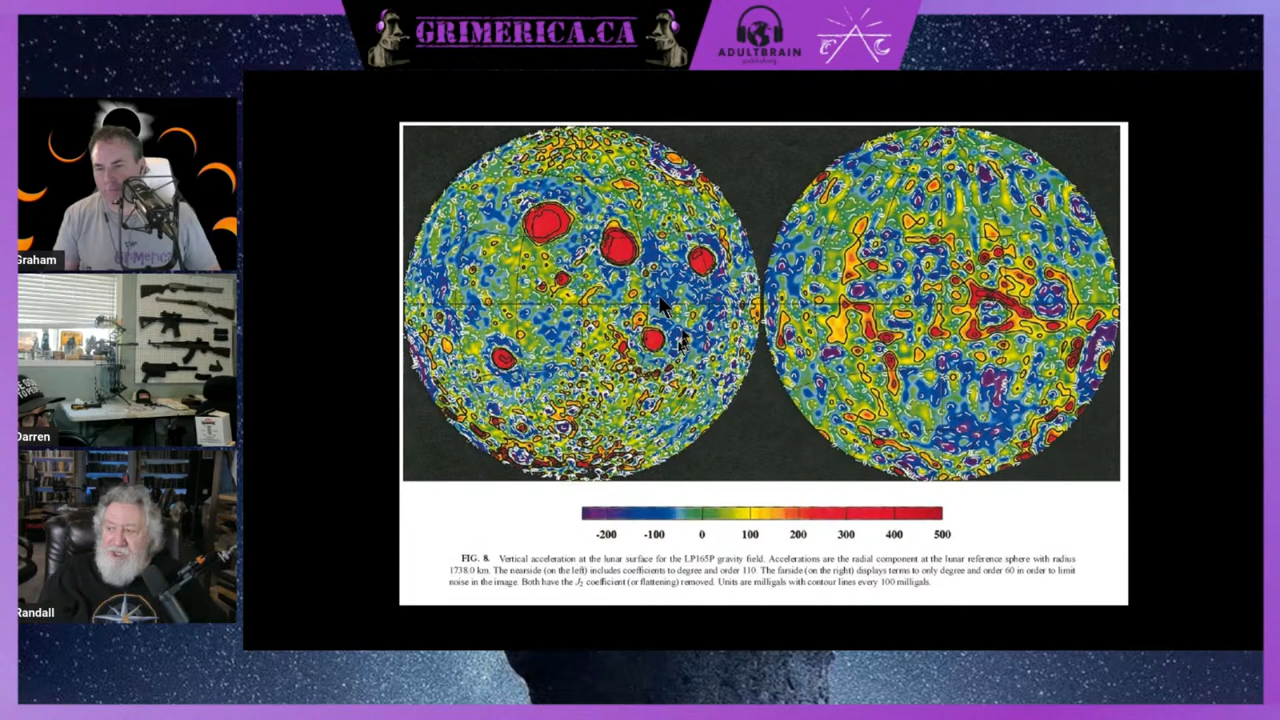 GRIMERICA.CA
ADULTBRAIN
publishing
Graham
Darren
Randall
-200 -100 0 100 200 300 400 500
FIG. 8. Vertical acceleration at the lunar surface for the LP165P gravity field. Accelerations are the radial component at the lunar reference sphere with radius
1738.0 km. The nearside (on the left) includes coefficients to degree and order 110. The farside (on the right) displays terms to only degree and order 60 in order to limit
noise in the image. Both have the J2 coefficient (or flattening) removed. Units are milligals with contour lines every 100 milligals.